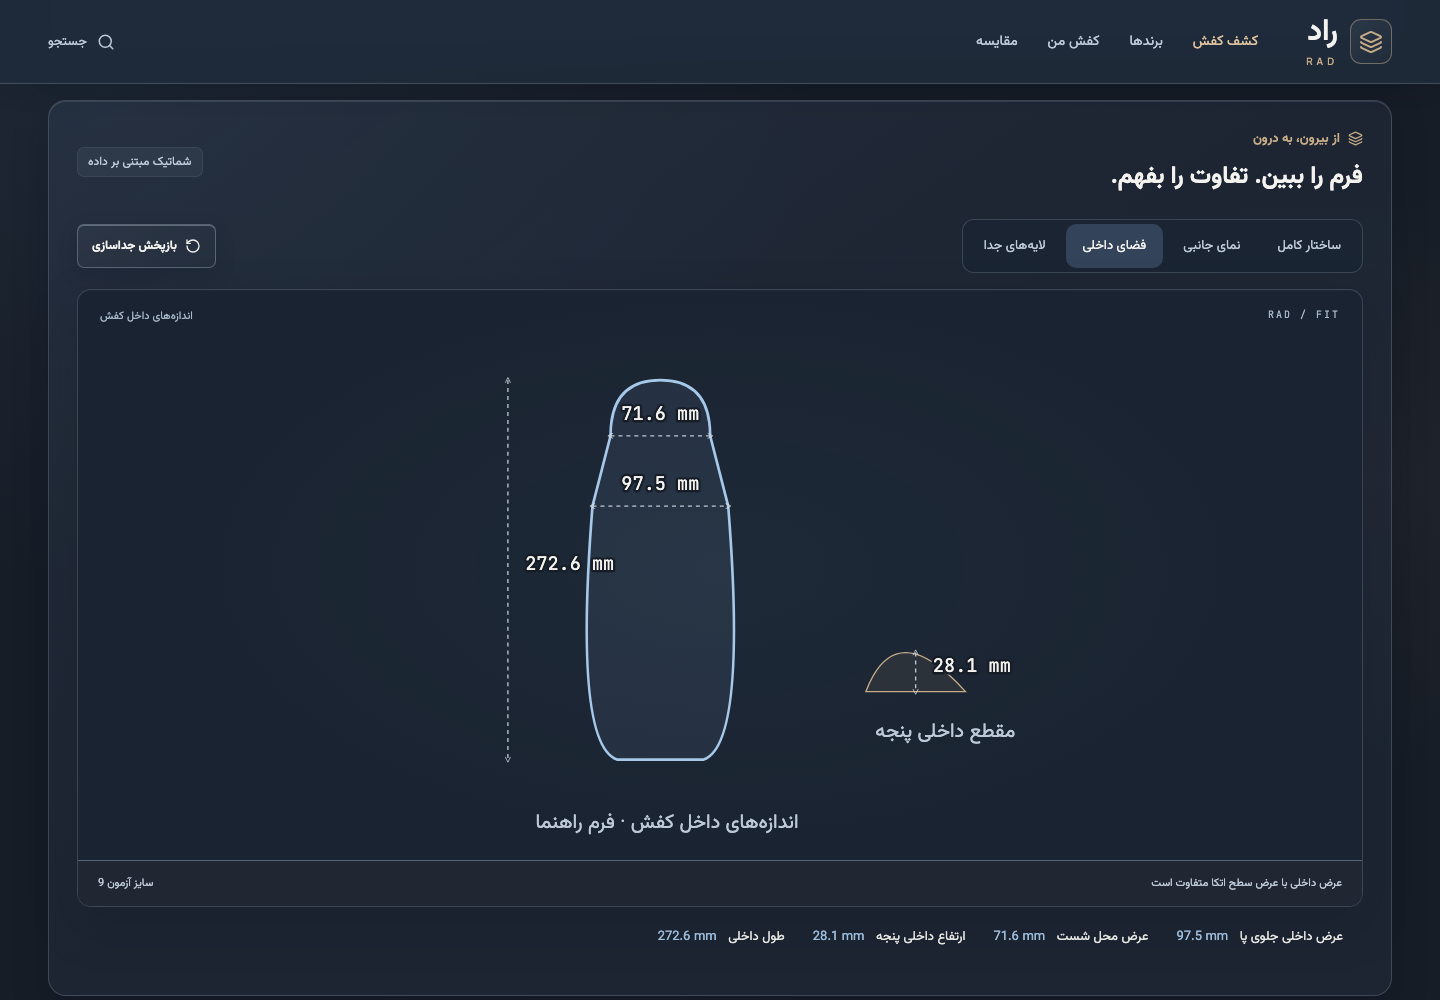 راد
RAD
کشف کفش
برندها
کفش من
مقایسه
جستجو
از بیرون، به درون
فرم را ببین. تفاوت را بفهم.
شماتیک مبتنی بر داده
ساختار کامل
نمای جانبی
فضای داخلی
لایه‌های جدا
بازپخش جداسازی
RAD / FIT
اندازه‌های داخل کفش
71.6 mm
97.5 mm
272.6 mm
28.1 mm
مقطع داخلی پنجه
اندازه‌های داخل کفش · فرم راهنما
عرض داخلی با عرض سطح اتکا متفاوت است
سایز آزمون 9
عرض داخلی جلوی پا 97.5 mm
عرض محل شست 71.6 mm
ارتفاع داخلی پنجه 28.1 mm
طول داخلی 272.6 mm